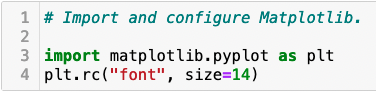 1 # Import and configure Matplotlib.
2
3 import matplotlib.pyplot as plt
4 plt.rc("font", size=14)